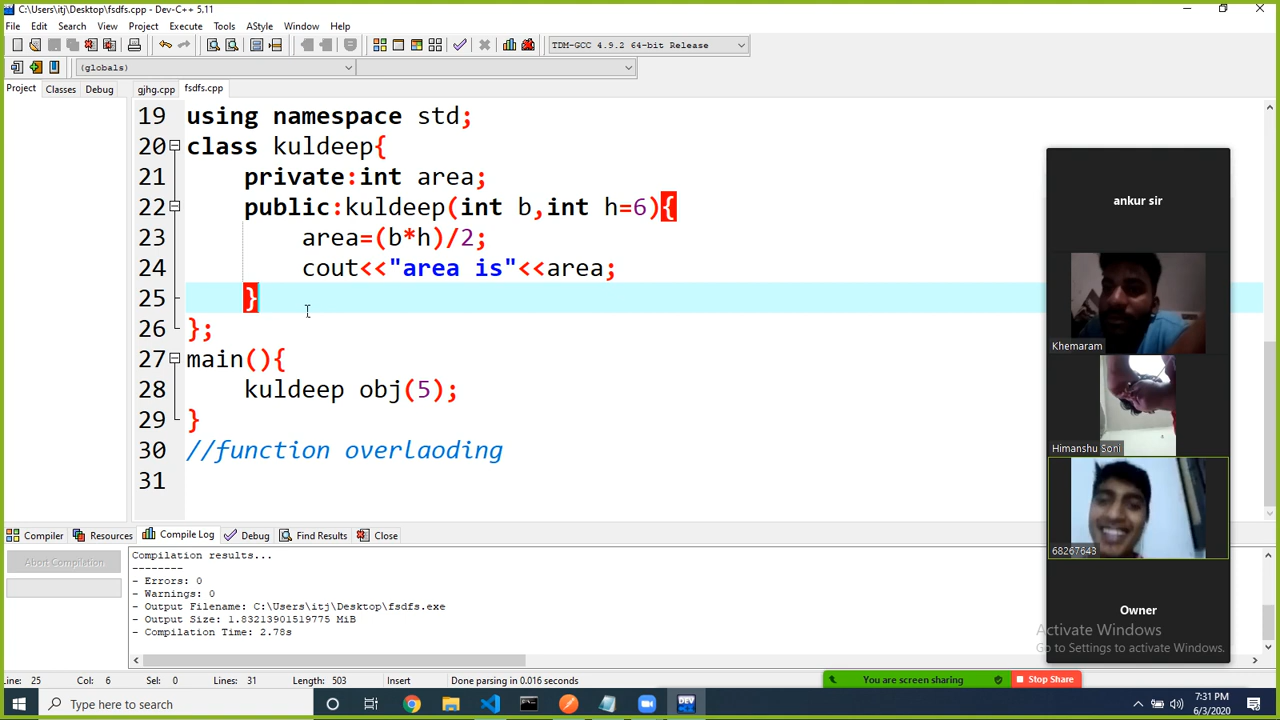 C:\Users\itj\Desktop\fsdfs.cpp - Dev-C++ 5.11
File Edit Search View Project Execute Tools AStyle Window Help
TDM-GCC 4.9.2 64-bit Release
(globals)
Project Classes Debug gjhg.cpp fsdfs.cpp
19 using namespace std;
20 class kuldeep{
21 private:int area;
22 public:kuldeep(int b,int h=6){
23 area=(b*h)/2;
24 cout<<"area is"<<area;
25 }
26 };
27 main(){
28 kuldeep obj(5);
29 }
30 //function overlaoding
31
ankur sir
Khemaram
Himanshu Soni
68267643
Owner
Compiler Resources Compile Log Debug Find Results Close
Abort Compilation
Compilation results...
--------
- Errors: 0
- Warnings: 0
- Output Filename: C:\Users\itj\Desktop\fsdfs.exe
- Output Size: 1.83213901519775 MiB
- Compilation Time: 2.78s
Activate Windows
Go to Settings to activate Windows.
Line: 25 Col: 6 Sel: 0 Lines: 31 Length: 503 Insert Done parsing in 0.016 seconds
You are screen sharing Stop Share
Type here to search
DEV
7:31 PM
6/3/2020